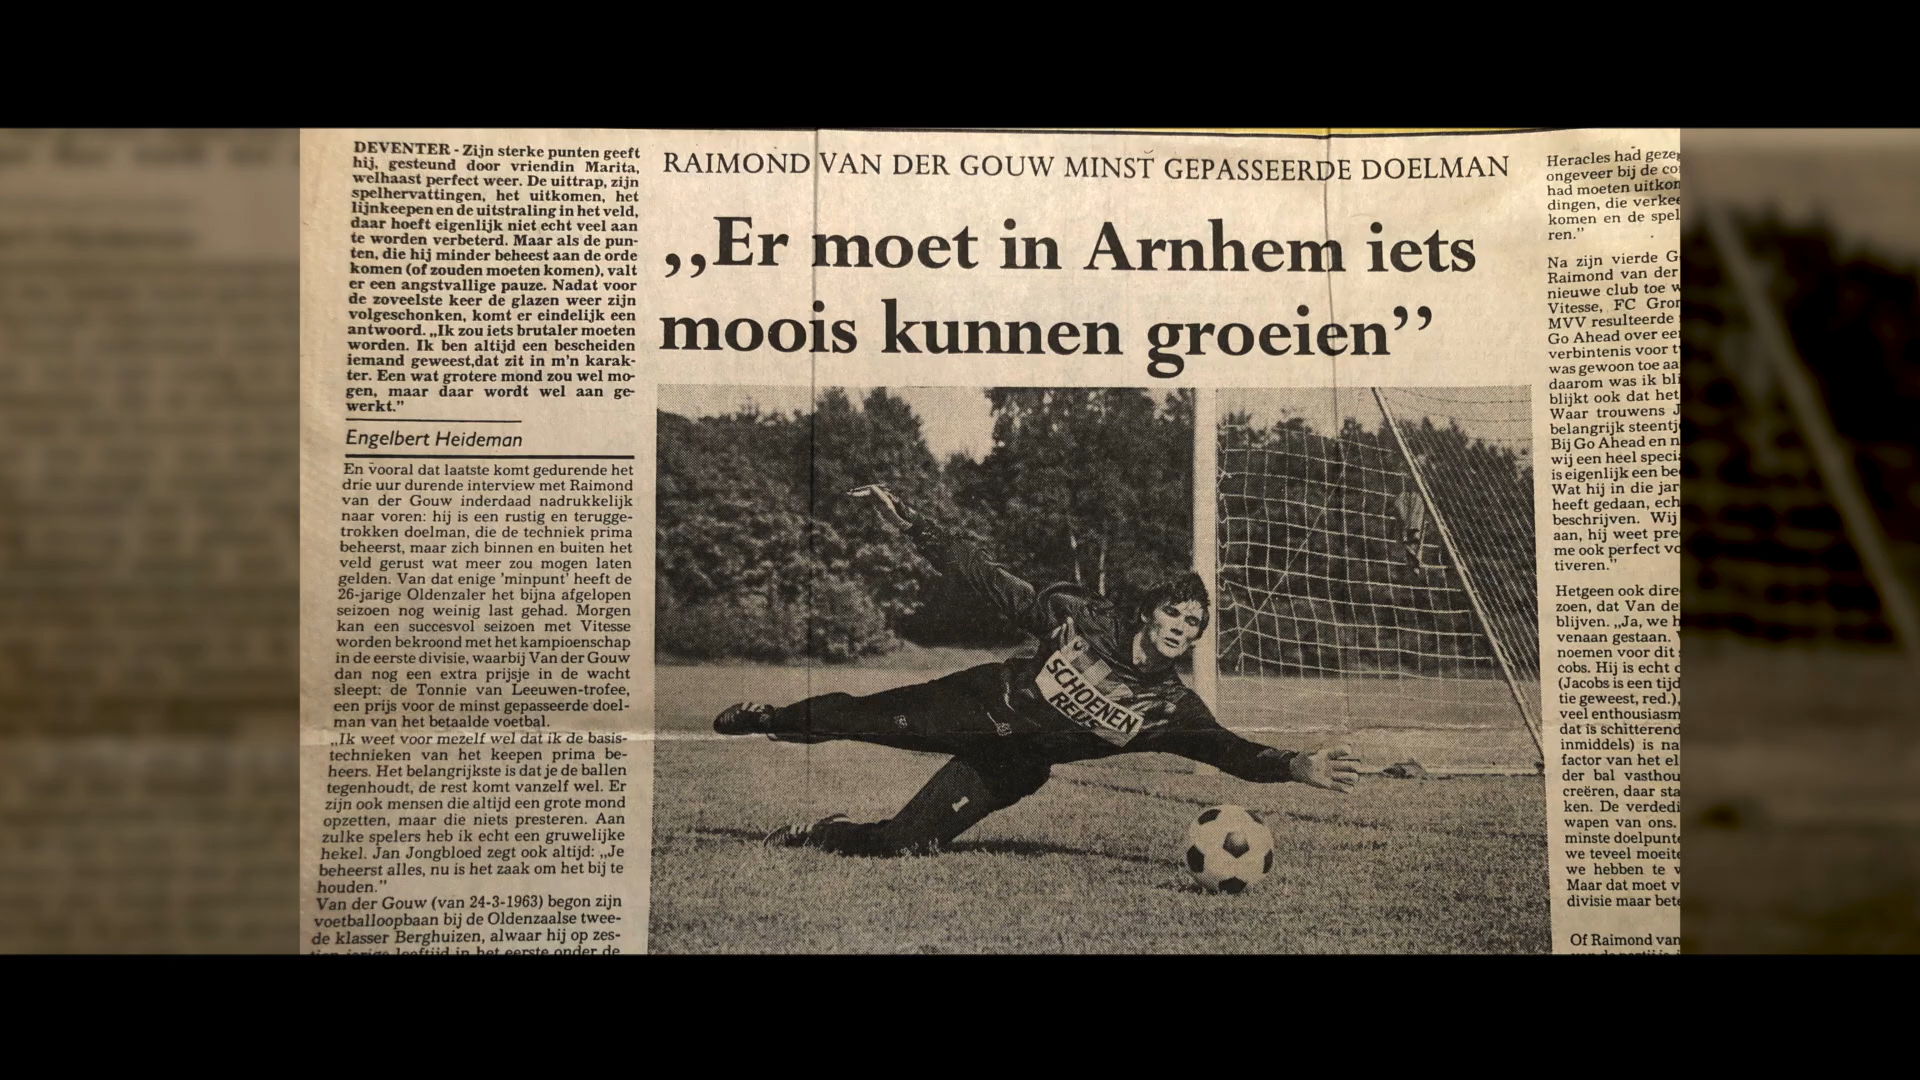 DEVENTER - Zijn sterke punten geeft
hij, gesteund door vriendin Marita,
welhaast perfect weer. De uittrap, zijn
spelhervattingen, het uitkomen, het
lijnkeepen en de uitstraling in het veld,
daar hoeft eigenlijk niet echt veel aan
te worden verbeterd. Maar als de pun-
ten, die hij minder beheest aan de orde
komen (of zouden moeten komen), valt
er een angstvallige pauze. Nadat voor
de zoveelste keer de glazen weer zijn
volgeschonken, komt er eindelijk een
antwoord. „Ik zou iets brutaler moeten
worden. Ik ben altijd een bescheiden
iemand geweest,dat zit in m'n karak-
ter. Een wat grotere mond zou wel mo-
gen, maar daar wordt wel aan ge-
werkt.”
Engelbert Heideman
En vooral dat laatste komt gedurende het
drie uur durende interview met Raimond
van der Gouw inderdaad nadrukkelijk
naar voren: hij is een rustig en terugge-
trokken doelman, die de techniek prima
beheerst, maar zich binnen en buiten het
veld gerust wat meer zou mogen laten
gelden. Van dat enige 'minpunt' heeft de
26-jarige Oldenzaler het bijna afgelopen
seizoen nog weinig last gehad. Morgen
kan een succesvol seizoen met Vitesse
worden bekroond met het kampioenschap
in de eerste divisie, waarbij Van der Gouw
dan nog een extra prijsje in de wacht
sleept: de Tonnie van Leeuwen-trofee,
een prijs voor de minst gepasseerde doel-
man van het betaalde voetbal.
„Ik weet voor mezelf wel dat ik de basis-
technieken van het keepen prima be-
heers. Het belangrijkste is dat je de ballen
tegenhoudt, de rest komt vanzelf wel. Er
zijn ook mensen die altijd een grote mond
opzetten, maar die niets presteren. Aan
zulke spelers heb ik echt een gruwelijke
hekel. Jan Jongbloed zegt ook altijd: „Je
beheerst alles, nu is het zaak om het bij te
houden.”
Van der Gouw (van 24-3-1963) begon zijn
voetballoopbaan bij de Oldenzaalse twee-
de klasser Berghuizen, alwaar hij op zes-
RAIMOND VAN DER GOUW MINST GEPASSEERDE DOELMAN
„Er moet in Arnhem iets
moois kunnen groeien”
SCHOENEN
REUS
Heracles had geze
ongeveer bij de co
had moeten uitkon
dingen, die verkee
komen en de spel
ren.”
Na zijn vierde G
Raimond van der
nieuwe club toe w
Vitesse, FC Gron
MVV resulteerde
Go Ahead over ee
verbintenis voor t
was gewoon toe aa
daarom was ik bli
blijkt ook dat het
Waar trouwens J
belangrijk steentj
Bij Go Ahead en n
wij een heel speci
is eigenlijk een be
Wat hij in die jar
heeft gedaan, ech
beschrijven. Wij
aan, hij weet pre
me ook perfect vo
tiveren.”
Hetgeen ook dire
zoen, dat Van de
blijven. „Ja, we h
venaan gestaan.
noemen voor dit
cobs. Hij is echt
(Jacobs is een tijd
tie geweest, red.),
veel enthousiasm
dat is schitterend
inmiddels) is na
factor van het el
der bal vasthou
creëren, daar sta
ken. De verdedi
wapen van ons.
minste doelpunte
we teveel moeite
we hebben te v
Maar dat moet v
divisie maar bete
Of Raimond van